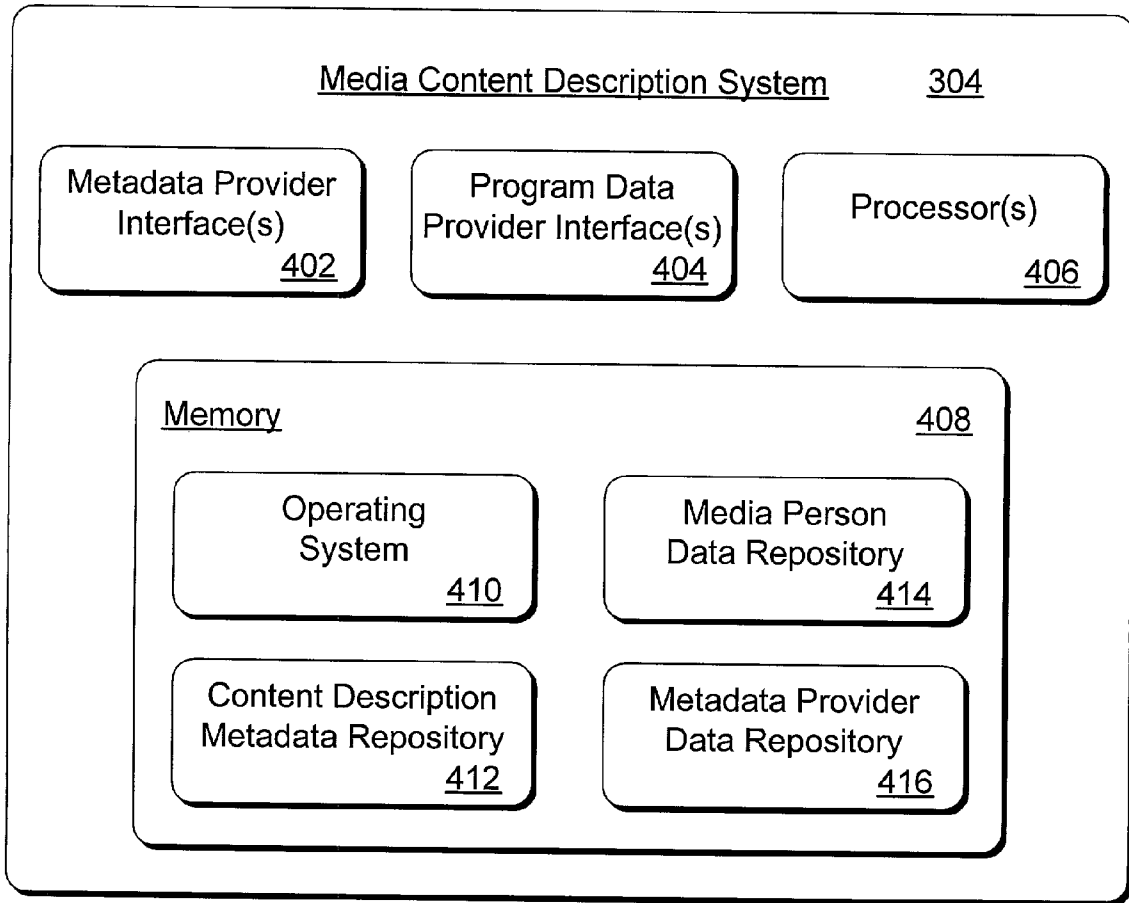 Media Content Description System 304
Metadata Provider
Interface(s)
402
Program Data
Provider Interface(s)
404
Processor(s)
406
Memory 408
Operating
System
410
Media Person
Data Repository
414
Content Description
Metadata Repository
412
Metadata Provider
Data Repository
416